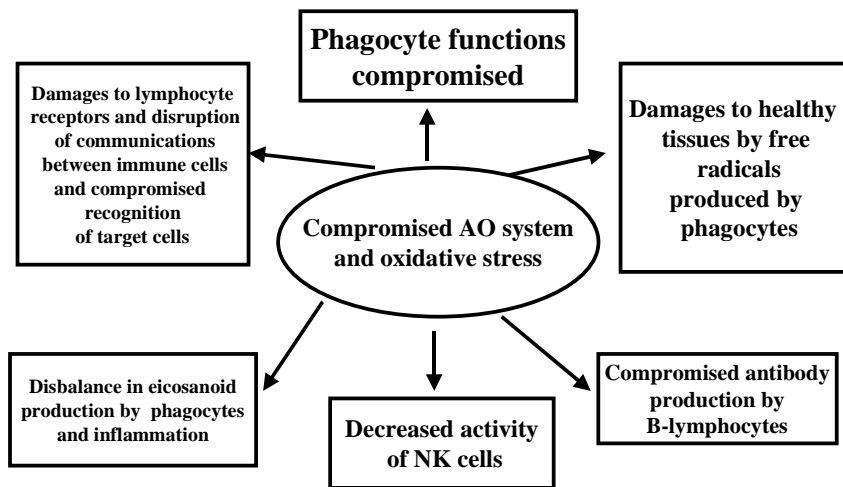 Phagocyte functions
compromised
Damages to lymphocyte
receptors and disruption
of communications
between immune cells
and compromised
recognition
of target cells
Damages to healthy
tissues by free
radicals
produced by
phagocytes
Compromised AO system
and oxidative stress
Disbalance in eicosanoid
production by phagocytes
and inflammation
Decreased activity
of NK cells
Compromised antibody
production by
B-lymphocytes